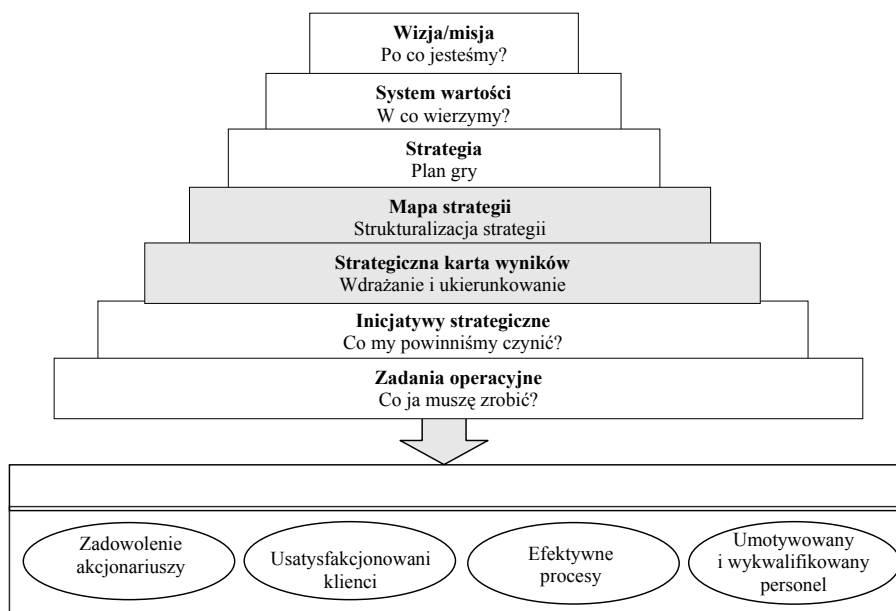 Wizja/misja
Po co jesteśmy?
System wartości
W co wierzymy?
Strategia
Plan gry
Mapa strategii
Strukturalizacja strategii
Strategiczna karta wyników
Wdrażanie i ukierunkowanie
Inicjatywy strategiczne
Co my powinniśmy czynić?
Zadania operacyjne
Co ja muszę zrobić?
Zadowolenie
akcjonariuszy
Usatysfakcjonowani
klienci
Efektywne
procesy
Umotywowany
i wykwalifikowany
personel